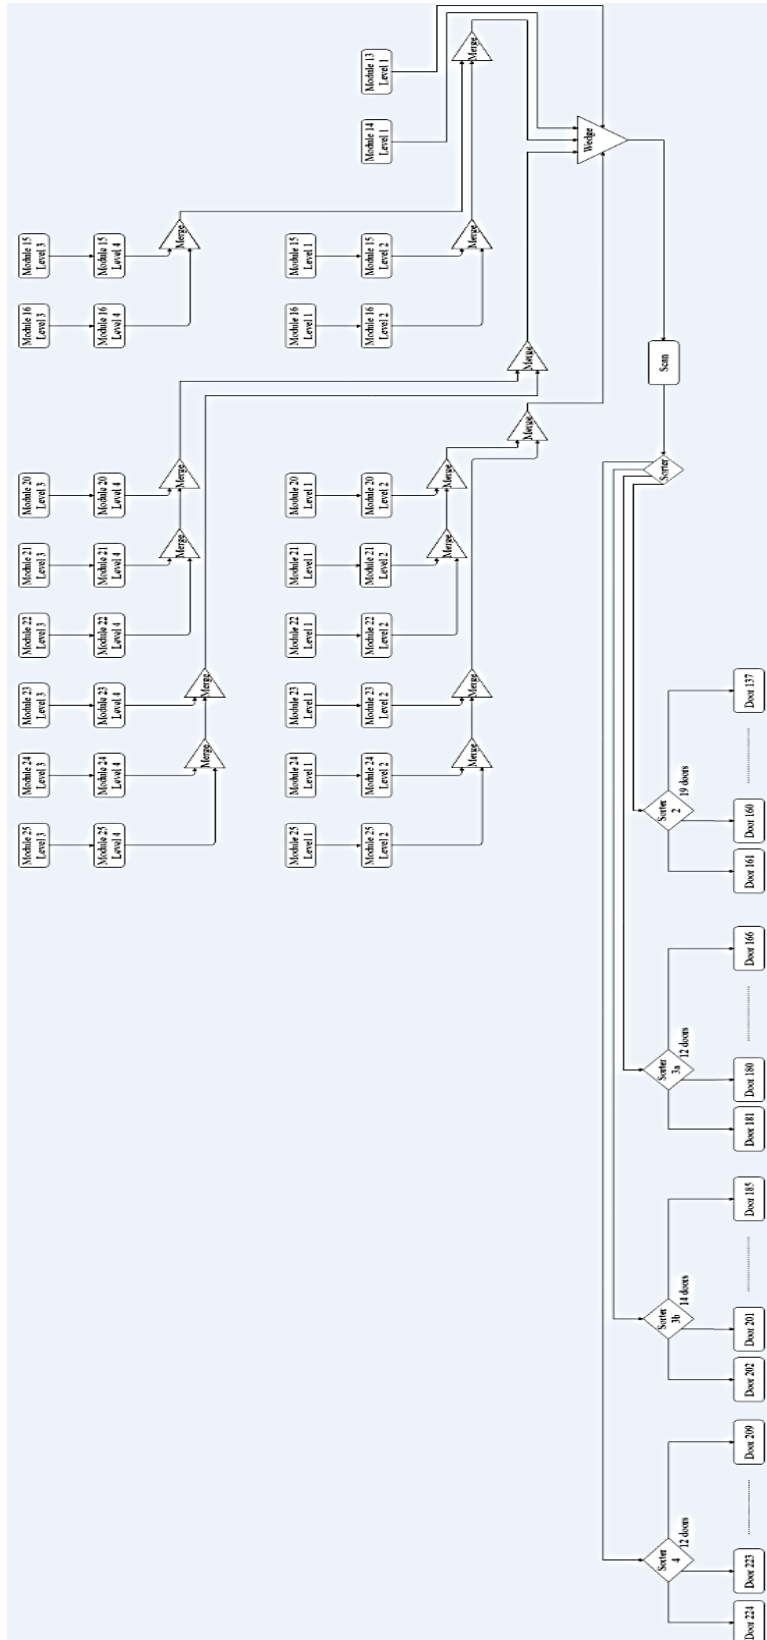 Module 25
Level 3
Module 24
Level 3
Module 23
Level 3
Module 22
Level 3
Module 21
Level 3
Module 20
Level 3
Module 16
Level 3
Module 15
Level 3
Module 25
Level 4
Module 24
Level 4
Module 23
Level 4
Module 22
Level 4
Module 21
Level 4
Module 20
Level 4
Module 16
Level 4
Module 15
Level 4
Merge
Merge
Merge
Merge
Merge
Module 25
Level 1
Module 24
Level 1
Module 23
Level 1
Module 22
Level 1
Module 21
Level 1
Module 20
Level 1
Module 16
Level 1
Module 15
Level 1
Module 25
Level 2
Module 24
Level 2
Module 23
Level 2
Module 22
Level 2
Module 21
Level 2
Module 20
Level 2
Module 16
Level 2
Module 15
Level 2
Module 14
Level 1
Module 13
Level 1
Merge
Merge
Merge
Merge
Merge
Merge
Merge
Merge
Wedge
Sorter
4
Sorter
3b
Sorter
3a
Sorter
2
Sorter
Scan
12 doors
14 doors
12 doors
19 doors
Door 224
Door 223
Door 209
Door 202
Door 201
Door 185
Door 181
Door 180
Door 166
Door 161
Door 160
Door 137